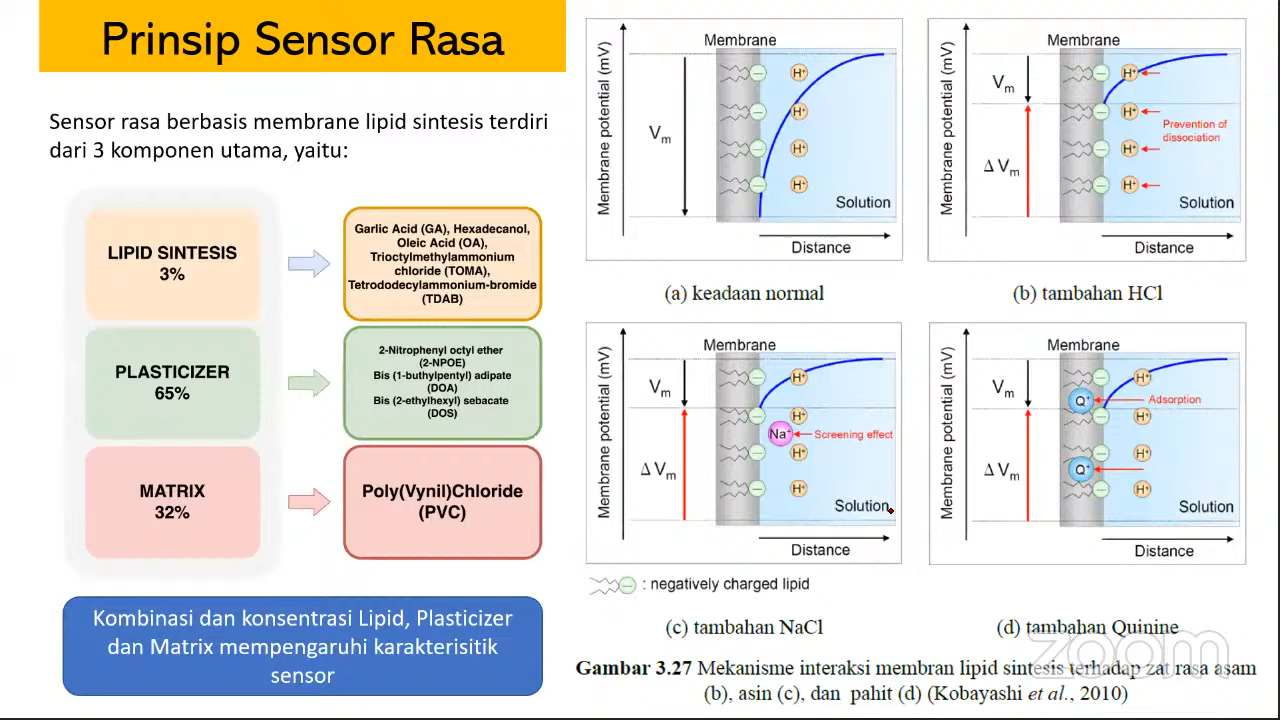 Prinsip Sensor Rasa
Sensor rasa berbasis membrane lipid sintesis terdiri
dari 3 komponen utama, yaitu:
LIPID SINTESIS
3%
Garlic Acid (GA), Hexadecanol,
Oleic Acid (OA),
Trioctylmethylammonium
chloride (TOMA),
Tetrododecylammonium-bromide
(TDAB)
PLASTICIZER
65%
2-Nitrophenyl octyl ether
(2-NPOE)
Bis (1-buthylpentyl) adipate
(DOA)
Bis (2-ethylhexyl) sebacate
(DOS)
MATRIX
32%
Poly(Vynil)Chloride
(PVC)
Kombinasi dan konsentrasi Lipid, Plasticizer
dan Matrix mempengaruhi karakterisitik
sensor
Membrane
Membrane potential (mV)
Vm
H+
H+
H+
H+
Solution
Distance
(a) keadaan normal
Membrane
Membrane potential (mV)
Vm
Δ Vm
H+
H+
H+
H+
Prevention of
dissociation
Solution
Distance
(b) tambahan HCl
Membrane
Membrane potential (mV)
Vm
Δ Vm
H+
H+
Na+
Screening effect
H+
H+
Solution
Distance
: negatively charged lipid
(c) tambahan NaCl
Membrane
Membrane potential (mV)
Vm
Δ Vm
H+
Q+
Adsorption
H+
H+
Q+
H+
Solution
Distance
(d) tambahan Quinine
zoom
Gambar 3.27 Mekanisme interaksi membran lipid sintesis terhadap zat rasa asam
(b), asin (c), dan pahit (d) (Kobayashi et al., 2010)